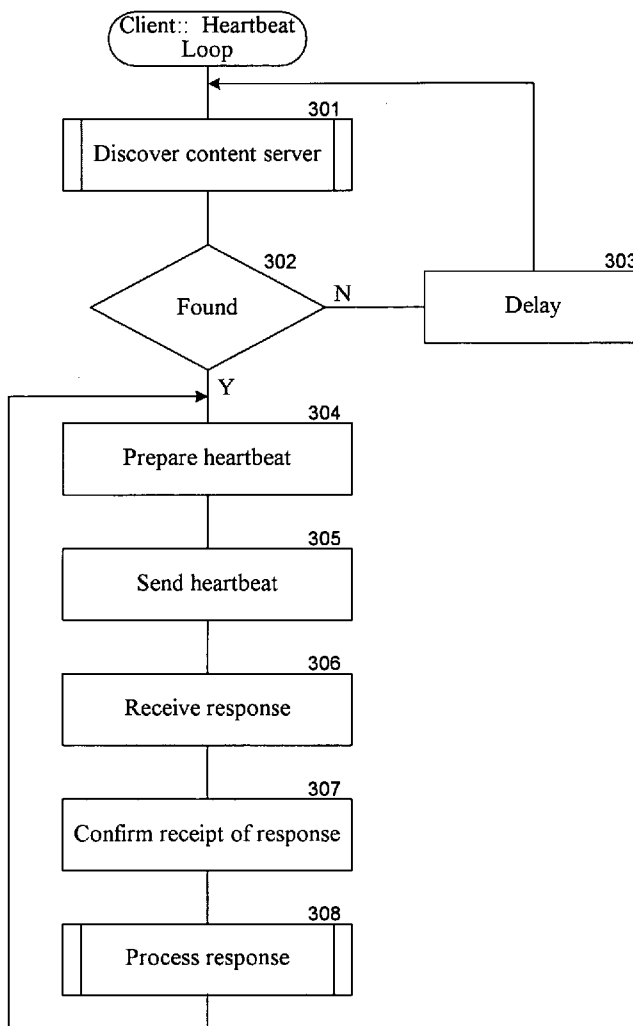 Client:: Heartbeat
Loop
301
Discover content server
302
Found
N
303
Delay
Y
304
Prepare heartbeat
305
Send heartbeat
306
Receive response
307
Confirm receipt of response
308
Process response